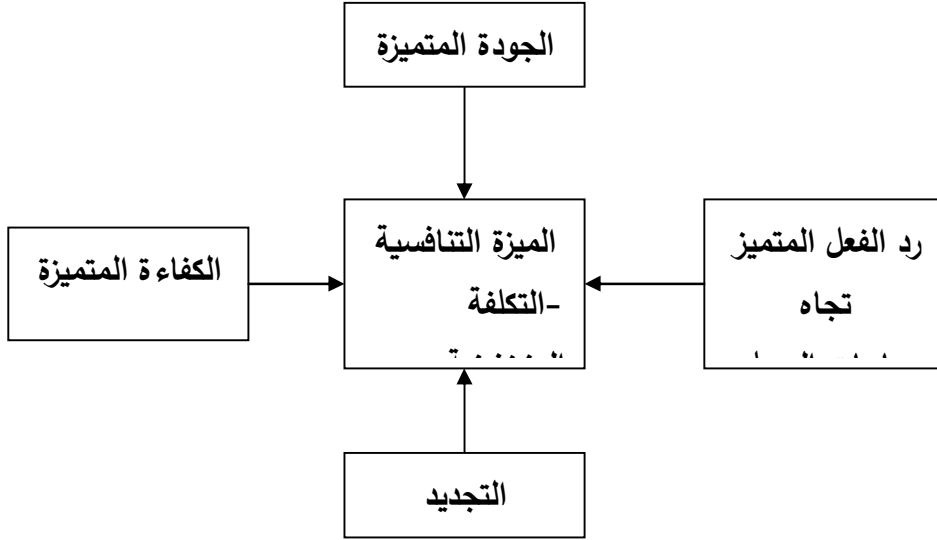 الجودة المتميزة
الميزة التنافسية
-التكلفة
رد الفعل المتميز
تجاه
الكفاءة المتميزة
التجديد